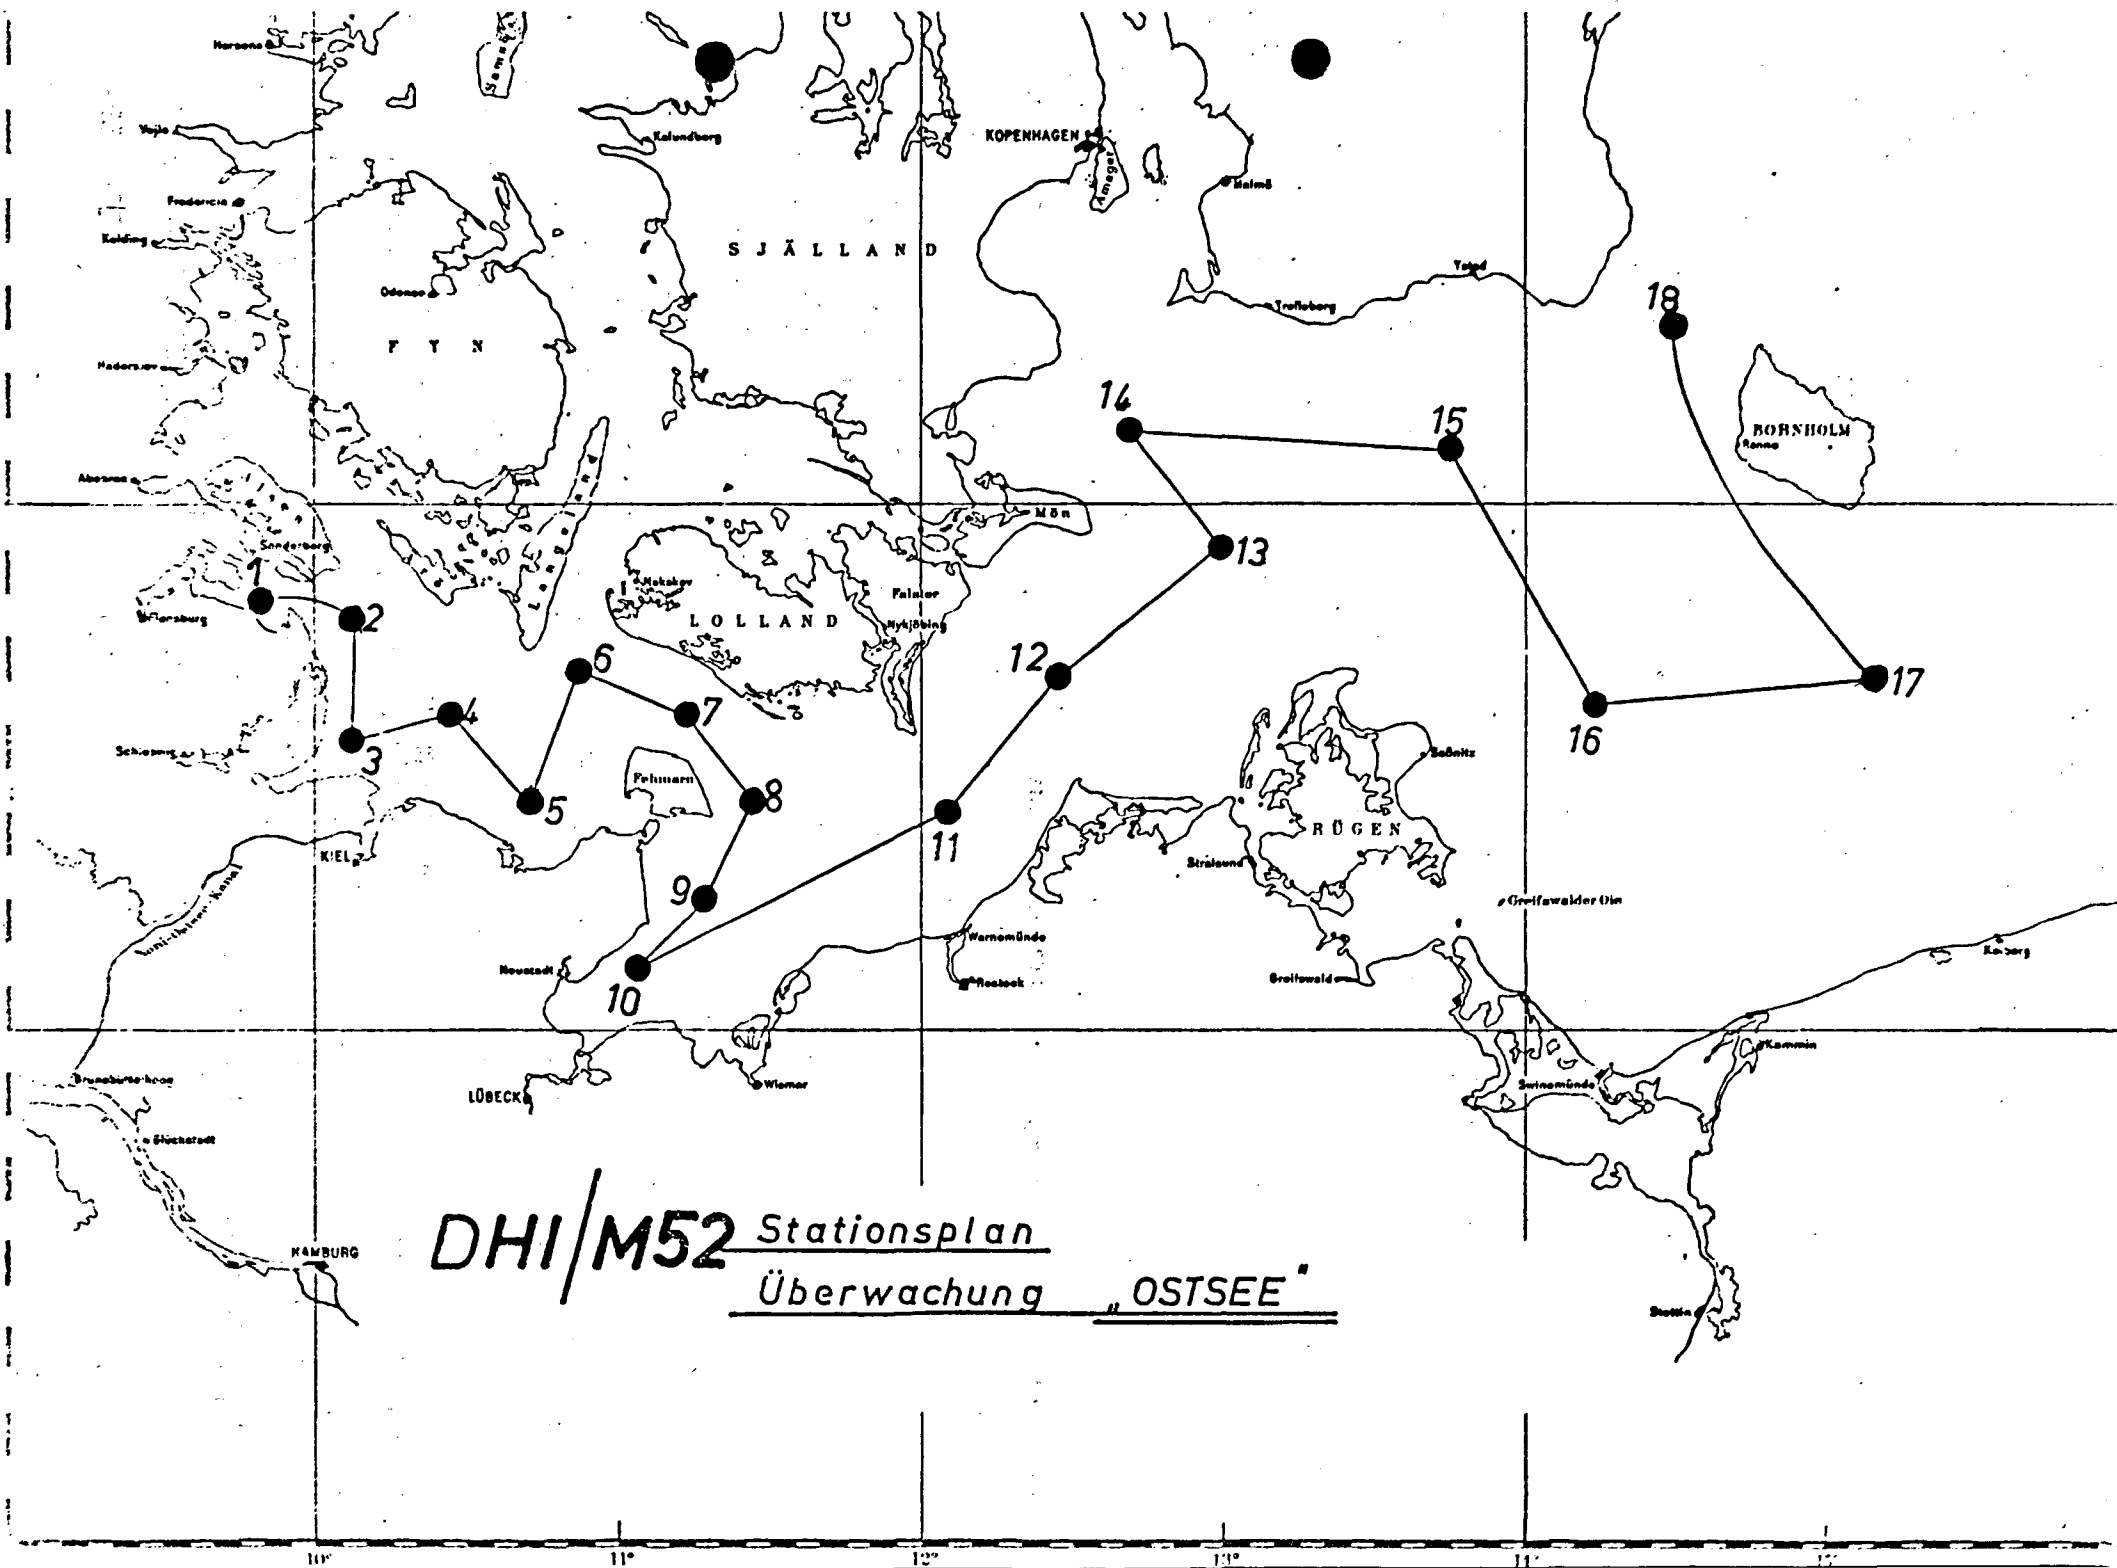 Horsens
Samsø
Vejle
Kalundborg
KOPENHAGEN
Amager
Malmö
Fredericia
Kolding
SJÄLLAND
Odense
Trelleborg
Ystad
18
FYN
14
15
BORNHOLM
Rønne
Langeland
Mön
Sonderborg
13
1
Nakskov
Falster
Flensburg
2
LOLLAND
Nykjöbing
6
12
17
7
4
16
3
Schleswig
Saßnitz
Fehmarn
8
5
RÜGEN
11
KIEL
Stralsund
9
Greifswalder Oie
Warnemünde
Kolberg
Neustadt
Rostock
Greifswald
10
Kammin
Brunsbüttelkoog
Swinemünde
Wismar
LÜBECK
Glückstadt
DHI/M52 Stationsplan
HAMBURG
Überwachung „OSTSEE"
Stettin
10° 11° 12° 13°